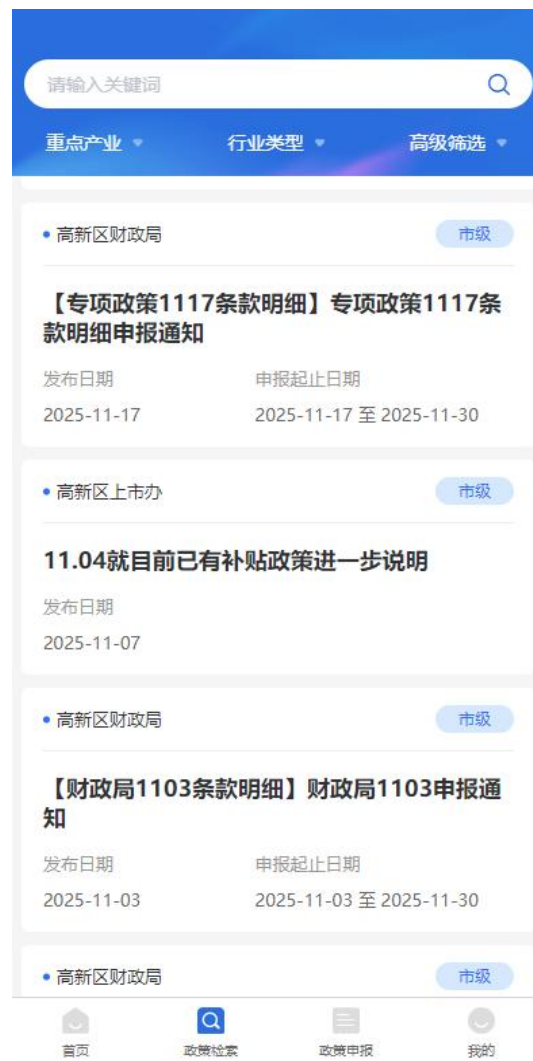 请输入关键词
重点产业 行业类型 高级筛选
高新区财政局 市级
【专项政策1117条款明细】专项政策1117条
款明细申报通知
发布日期 申报起止日期
2025-11-17 2025-11-17 至 2025-11-30
高新区上市办 市级
11.04就目前已有补贴政策进一步说明
发布日期
2025-11-07
高新区财政局 市级
【财政局1103条款明细】财政局1103申报通
知
发布日期 申报起止日期
2025-11-03 2025-11-03 至 2025-11-30
高新区财政局 市级
首页 政策检索 政策申报 我的